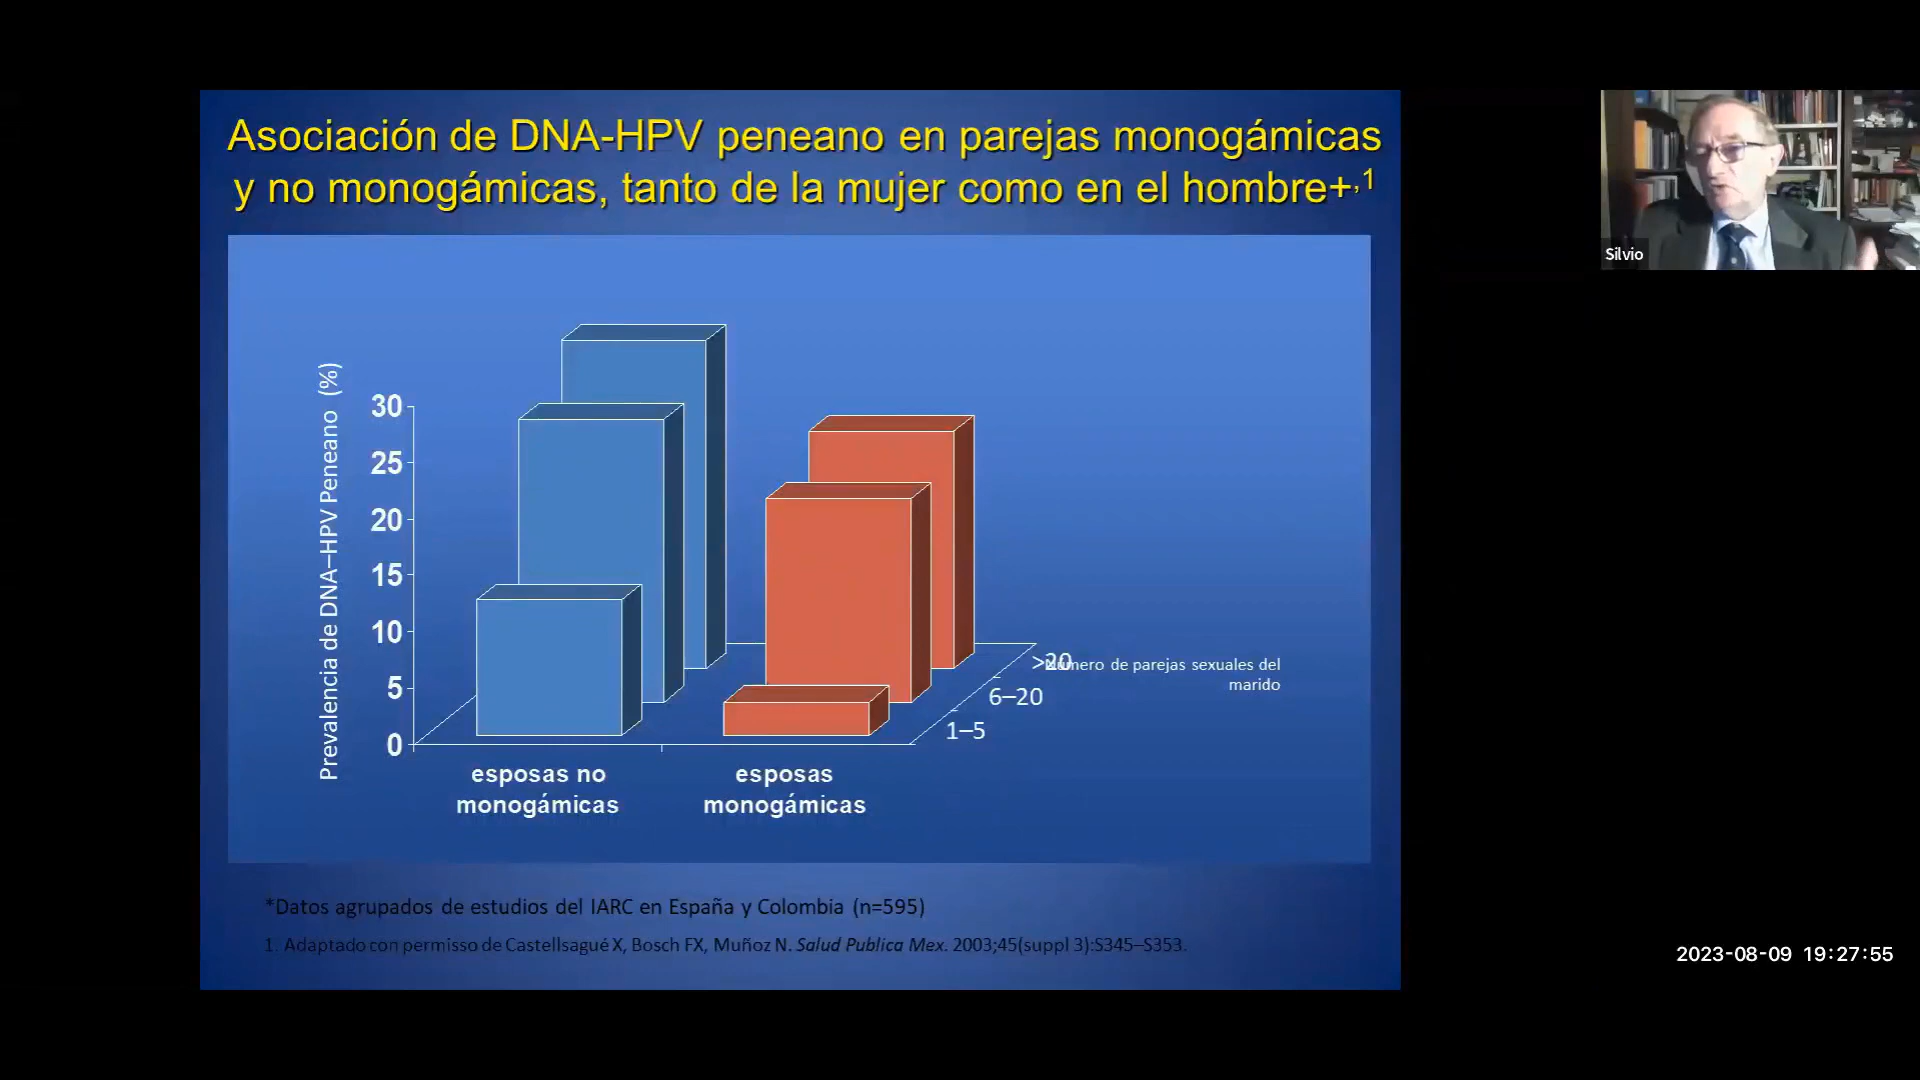 Asociación de DNA-HPV peneano en parejas monogámicas
y no monogámicas, tanto de la mujer como en el hombre+,1
Silvio
Prevalencia de DNA–HPV Peneano (%)
30
25
20
15
10
5
0
>20
6–20
1–5
Número de parejas sexuales del
marido
esposas no
monogámicas
esposas
monogámicas
*Datos agrupados de estudios del IARC en España y Colombia (n=595)
1. Adaptado con permisso de Castellsagué X, Bosch FX, Muñoz N. Salud Publica Mex. 2003;45(suppl 3):S345–S353.
2023-08-09 19:27:55